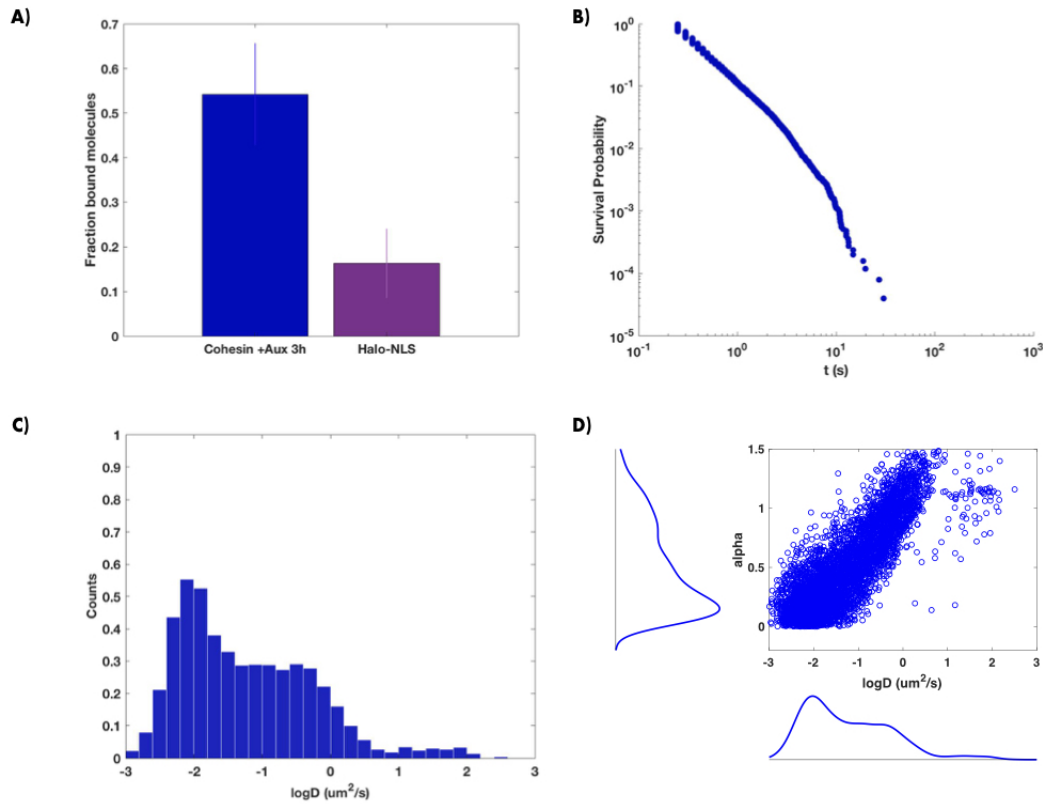 A)
0.7
0.6
0.5
0.4
0.3
0.2
0.1
0
Fraction bound molecules
Cohesin +Aux 3h
Halo-NLS
B)
10^0
10^-1
10^-2
10^-3
10^-4
10^-5
Survival Probability
10^-1
10^0
10^1
10^2
10^3
t (s)
C)
1
0.9
0.8
0.7
0.6
0.5
0.4
0.3
0.2
0.1
0
Counts
-3 -2 -1 0 1 2 3
logD (um^2/s)
D)
1.5
1
0.5
0
alpha
-3 -2 -1 0 1 2 3
logD (um^2/s)